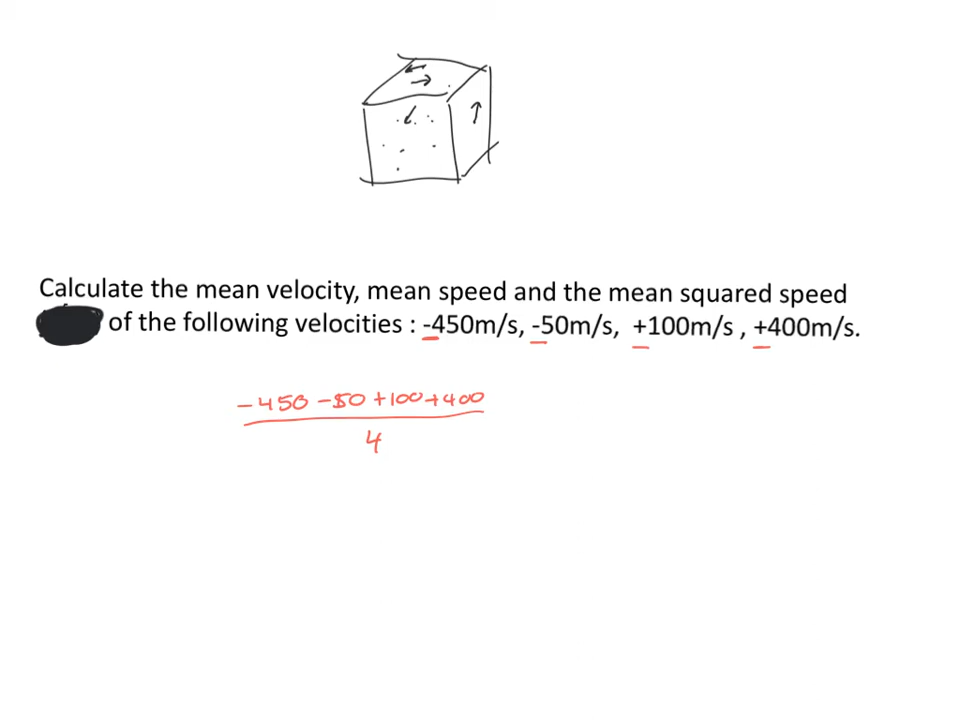 Calculate the mean velocity, mean speed and the mean squared speed
of the following velocities : -450m/s, -50m/s, +100m/s , +400m/s.
-450 -50 +100+400
4